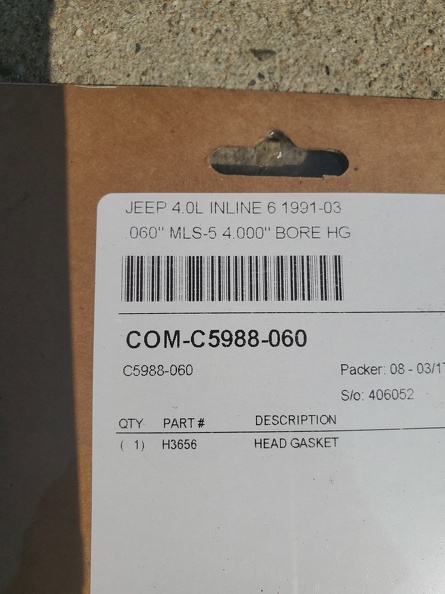 JEEP 4.0L INLINE 6 1991-03
.060" MLS-5 4.000" BORE HG
COM-C5988-060
C5988-060
Packer: 08 - 03/17
S/o: 406052
QTY PART # DESCRIPTION
( 1) H3656 HEAD GASKET